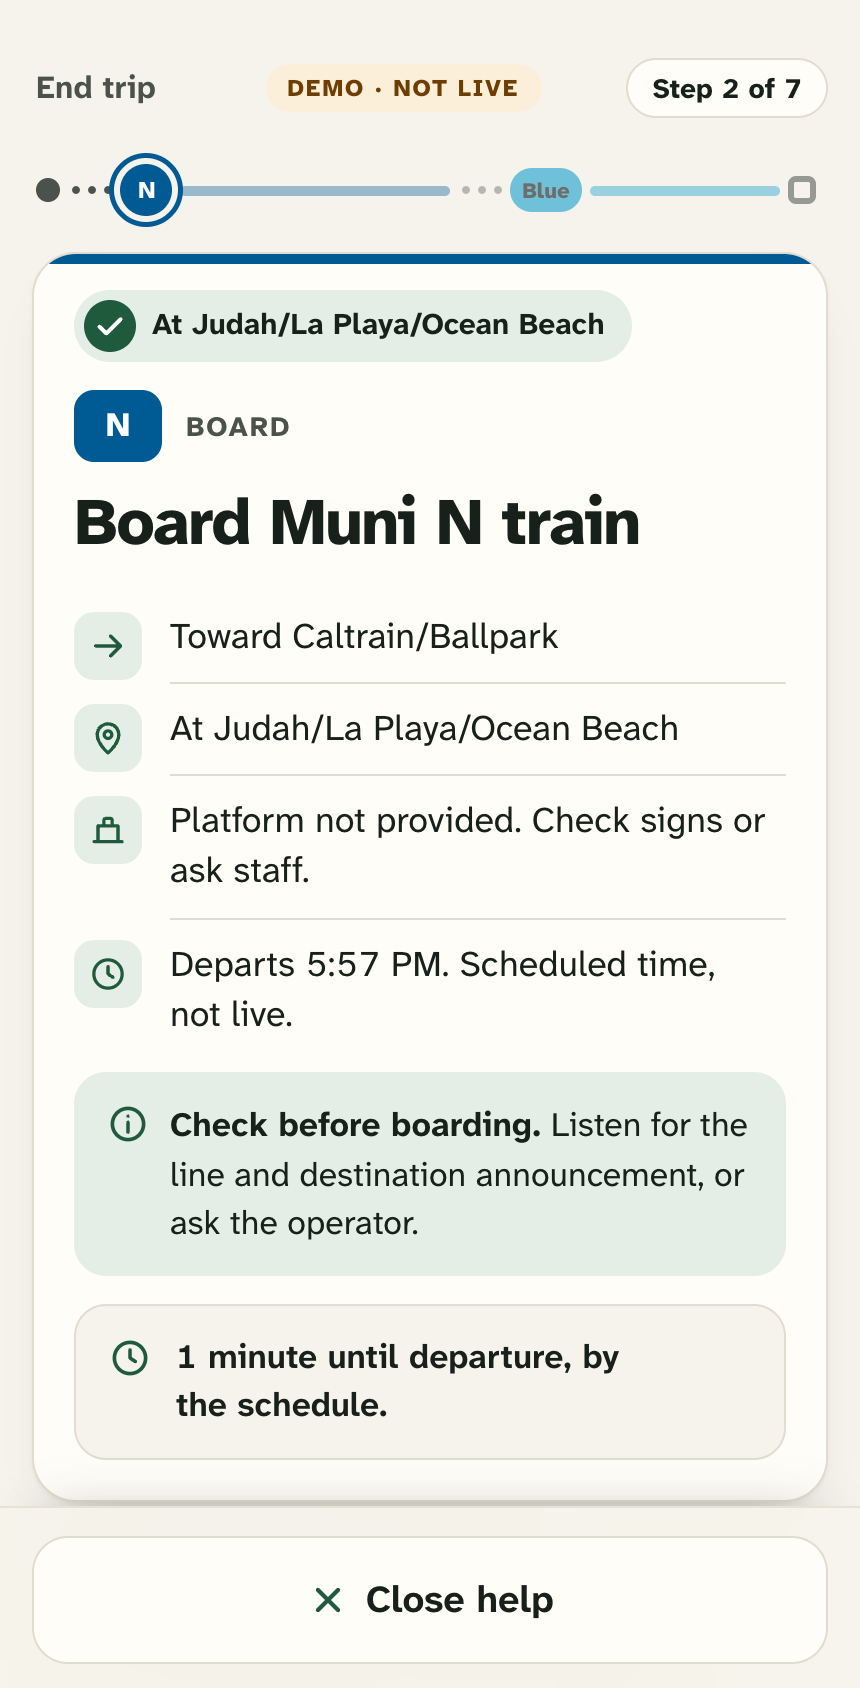 End trip
DEMO · NOT LIVE
Step 2 of 7
N
Blue
At Judah/La Playa/Ocean Beach
N
BOARD
Board Muni N train
Toward Caltrain/Ballpark
At Judah/La Playa/Ocean Beach
Platform not provided. Check signs or
ask staff.
Departs 5:57 PM. Scheduled time,
not live.
Check before boarding. Listen for the
line and destination announcement, or
ask the operator.
1 minute until departure, by
the schedule.
Close help